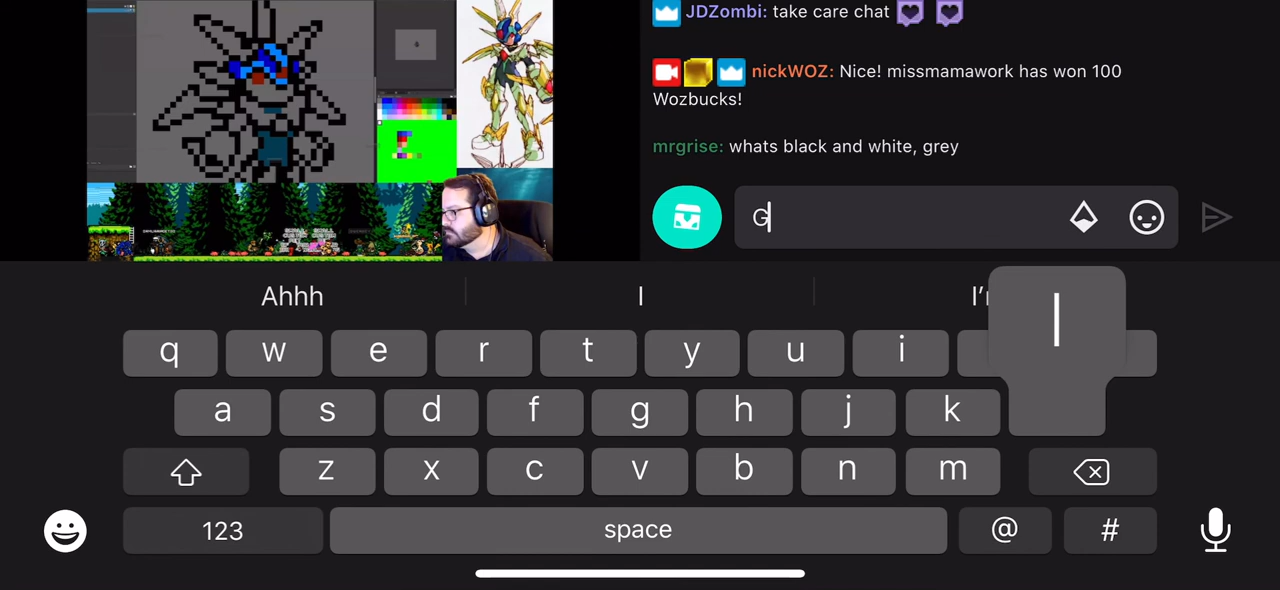 JDZombi: take care chat
nickWOZ: Nice! missmamawork has won 100
Wozbucks!
mrgrise: whats black and white, grey
G
Ahhh I
q w e r t y u i
a s d f g h j k l
z x c v b n m
123 space @ #